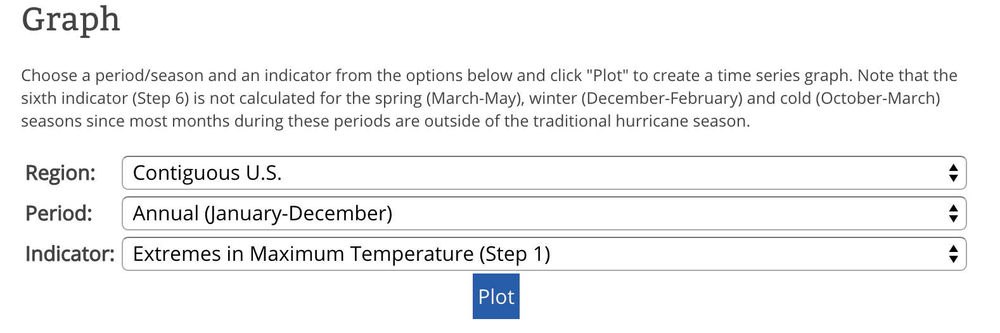 Graph
Choose a period/season and an indicator from the options below and click "Plot" to create a time series graph. Note that the
sixth indicator (Step 6) is not calculated for the spring (March-May), winter (December-February) and cold (October-March)
seasons since most months during these periods are outside of the traditional hurricane season.
Region: Contiguous U.S.
Period: Annual (January-December)
Indicator: Extremes in Maximum Temperature (Step 1)
Plot